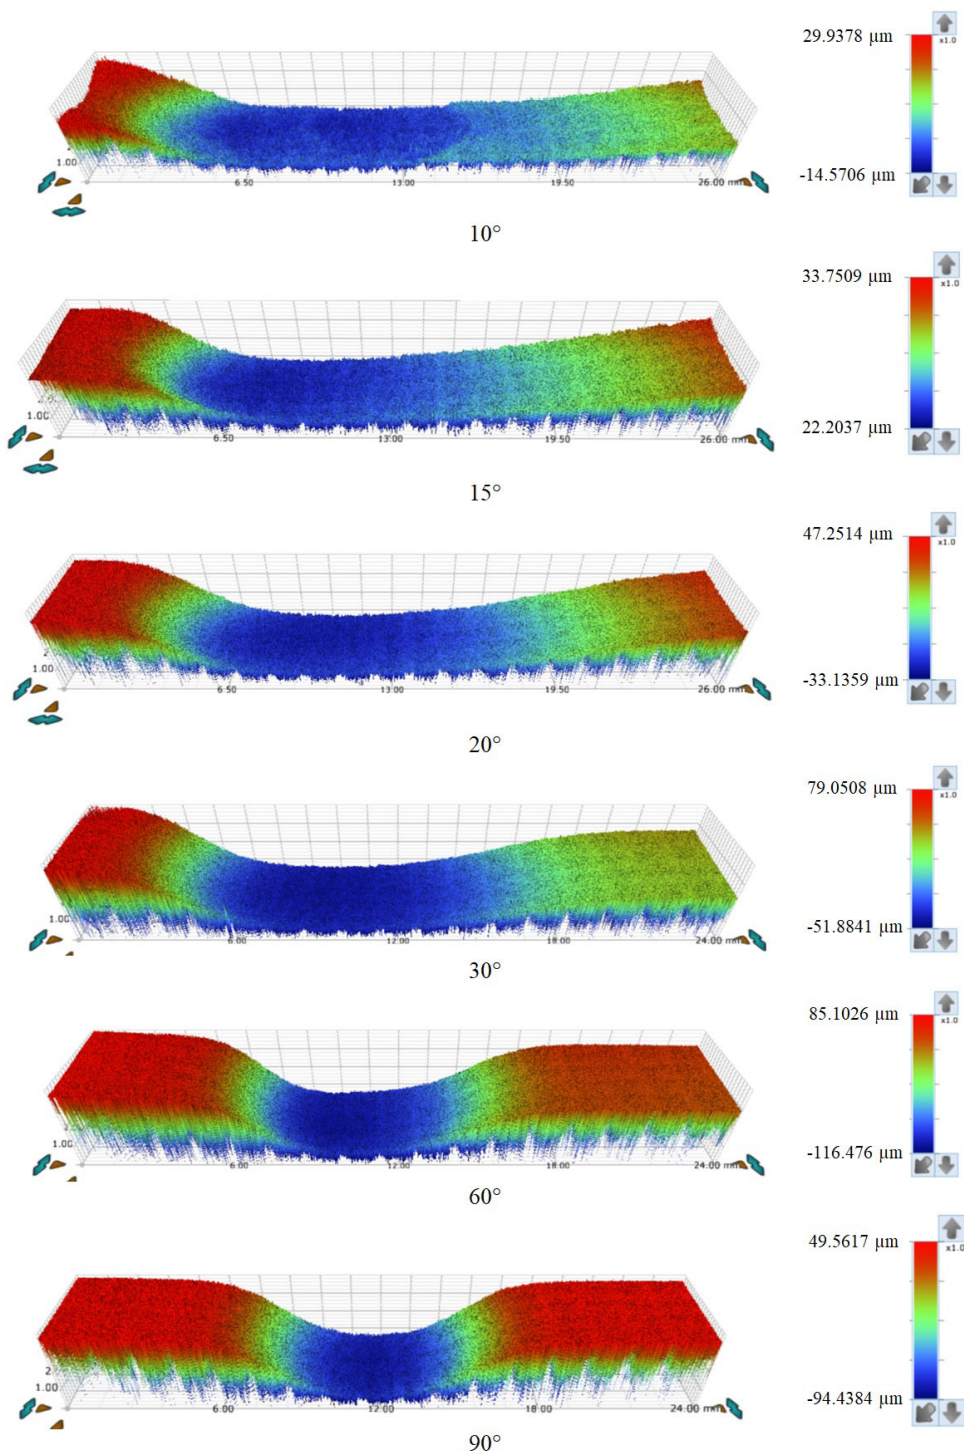 29.9378 µm
x1.0
1.00
6.50
13.00
19.50
26.00 mm
-14.5706 µm
10°
33.7509 µm
x1.0
1.00
6.50
13.00
19.50
26.00 mm
22.2037 µm
15°
47.2514 µm
x1.0
1.00
6.50
13.00
19.50
26.00 mm
-33.1359 µm
20°
79.0508 µm
x1.0
1.00
6.00
12.00
18.00
24.00 mm
-51.8841 µm
30°
85.1026 µm
x1.0
1.00
6.00
12.00
18.00
24.00 mm
-116.476 µm
60°
49.5617 µm
x1.0
2
1.00
6.00
12.00
18.00
24.00 mm
-94.4384 µm
90°